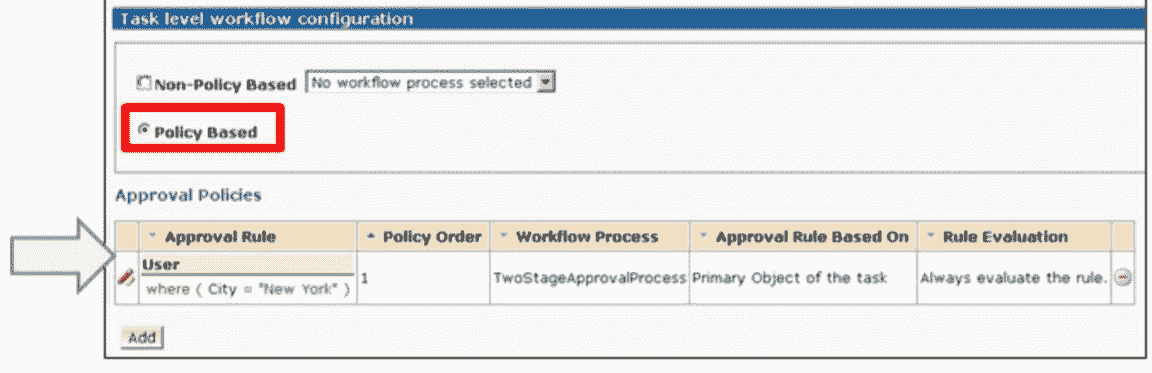 Task level workflow configuration
Non-Policy Based No workflow process selected
Policy Based
Approval Policies
Approval Rule Policy Order Workflow Process Approval Rule Based On Rule Evaluation
User
where ( City = "New York" ) 1 TwoStageApprovalProcess Primary Object of the task Always evaluate the rule.
Add